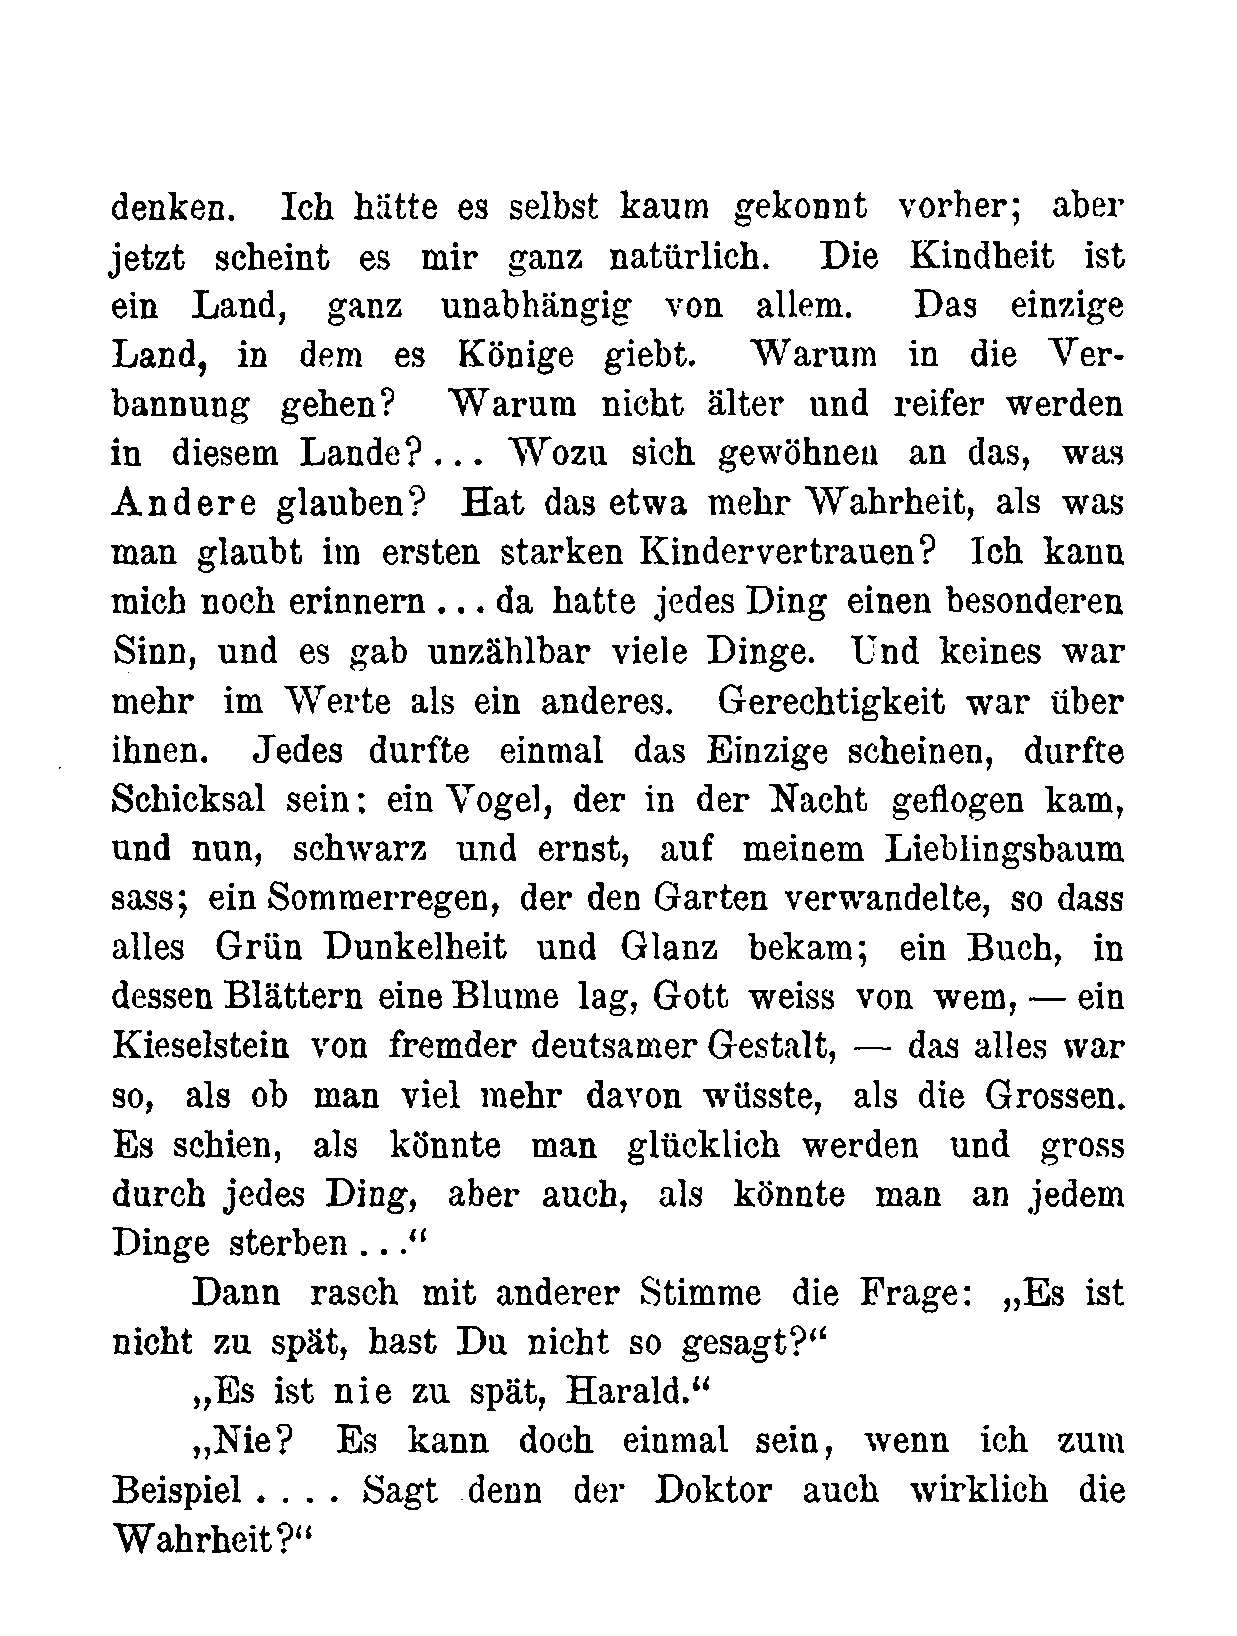 denken. Ich hätte es selbst kaum gekonnt vorher; aber
jetzt scheint es mir ganz natürlich. Die Kindheit ist
ein Land, ganz unabhängig von allem. Das einzige
Land, in dem es Könige giebt. Warum in die Ver-
bannung gehen? Warum nicht älter und reifer werden
in diesem Lande? ... Wozu sich gewöhnen an das, was
Andere glauben? Hat das etwa mehr Wahrheit, als was
man glaubt im ersten starken Kindervertrauen? Ich kann
mich noch erinnern ... da hatte jedes Ding einen besonderen
Sinn, und es gab unzählbar viele Dinge. Und keines war
mehr im Werte als ein anderes. Gerechtigkeit war über
ihnen. Jedes durfte einmal das Einzige scheinen, durfte
Schicksal sein: ein Vogel, der in der Nacht geflogen kam,
und nun, schwarz und ernst, auf meinem Lieblingsbaum
sass; ein Sommerregen, der den Garten verwandelte, so dass
alles Grün Dunkelheit und Glanz bekam; ein Buch, in
dessen Blättern eine Blume lag, Gott weiss von wem, — ein
Kieselstein von fremder deutsamer Gestalt, — das alles war
so, als ob man viel mehr davon wüsste, als die Grossen.
Es schien, als könnte man glücklich werden und gross
durch jedes Ding, aber auch, als könnte man an jedem
Dinge sterben ...“
Dann rasch mit anderer Stimme die Frage: „Es ist
nicht zu spät, hast Du nicht so gesagt?“
„Es ist nie zu spät, Harald.“
„Nie? Es kann doch einmal sein, wenn ich zum
Beispiel .... Sagt denn der Doktor auch wirklich die
Wahrheit?“